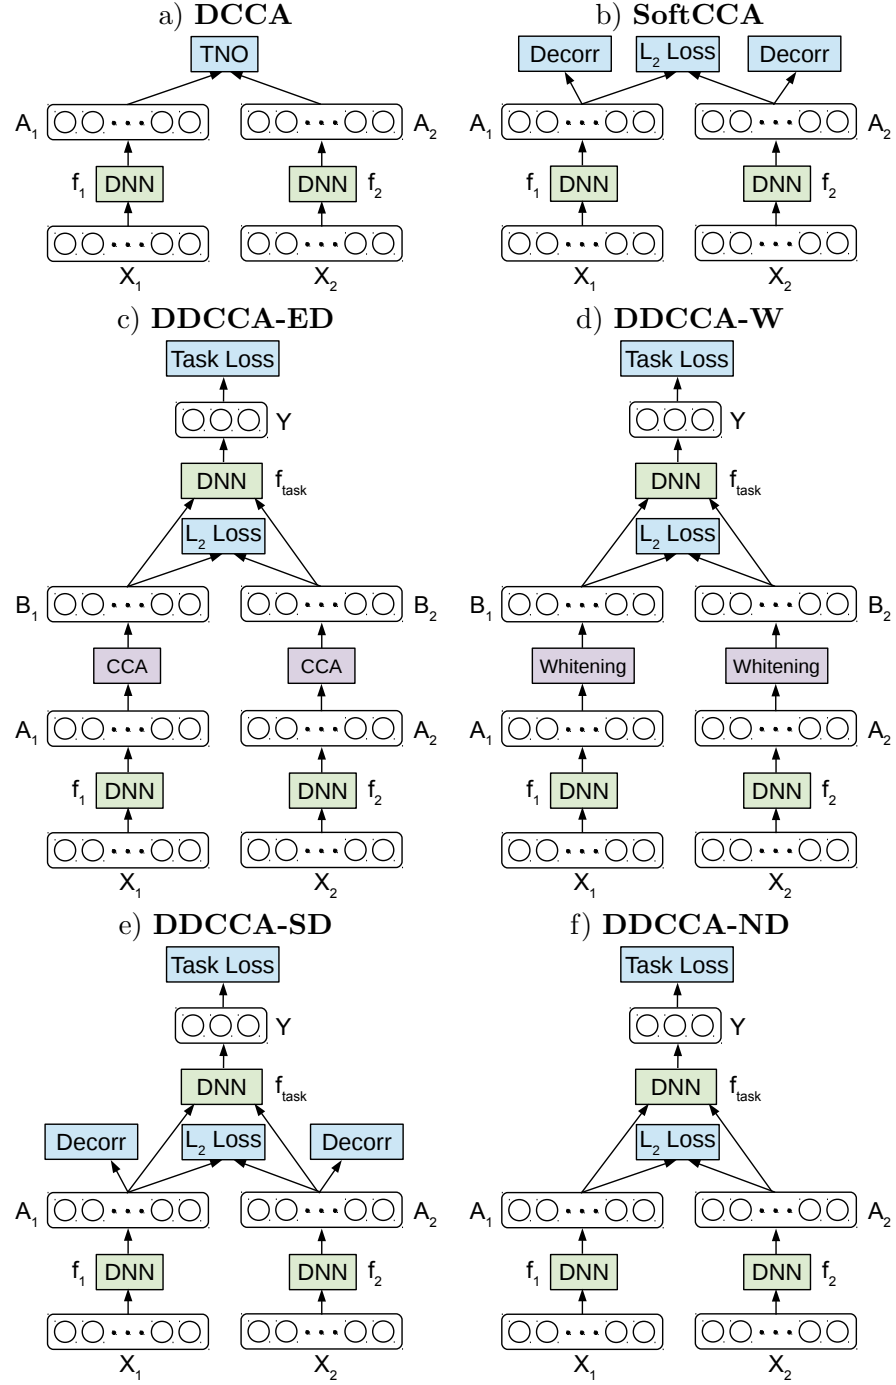 a) DCCA
TNO
A1 A2
f1 DNN DNN f2
X1 X2
b) SoftCCA
Decorr L2 Loss Decorr
A1 A2
f1 DNN DNN f2
X1 X2
c) DDCCA-ED
Task Loss
Y
DNN ftask
L2 Loss
B1 B2
CCA CCA
A1 A2
f1 DNN DNN f2
X1 X2
d) DDCCA-W
Task Loss
Y
DNN ftask
L2 Loss
B1 B2
Whitening Whitening
A1 A2
f1 DNN DNN f2
X1 X2
e) DDCCA-SD
Task Loss
Y
DNN ftask
Decorr L2 Loss Decorr
A1 A2
f1 DNN DNN f2
X1 X2
f) DDCCA-ND
Task Loss
Y
DNN ftask
L2 Loss
A1 A2
f1 DNN DNN f2
X1 X2